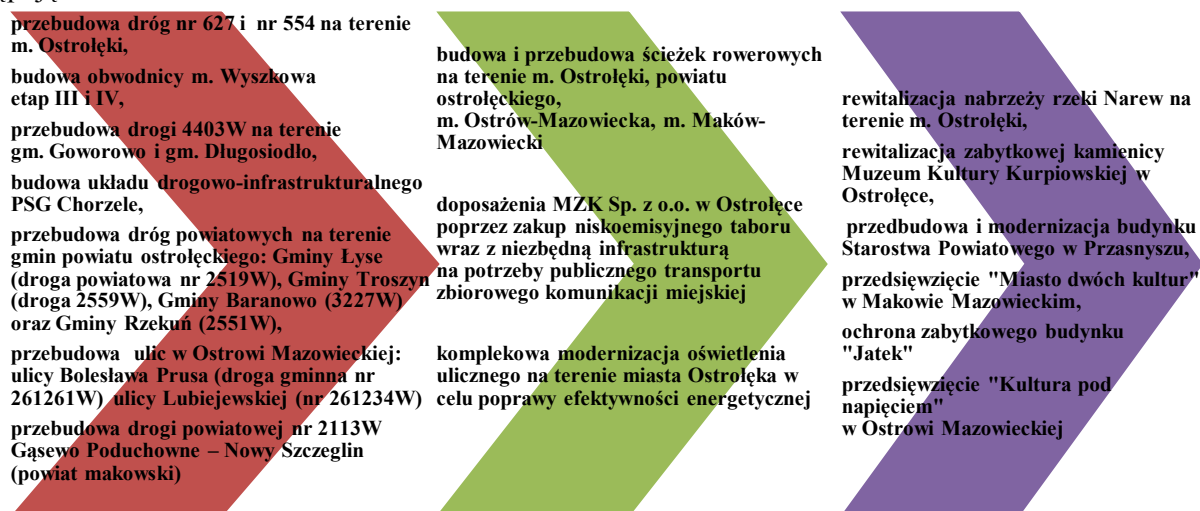 przebudowa dróg nr 627 i nr 554 na terenie
m. Ostrołęki,
budowa obwodnicy m. Wyszkowa
etap III i IV,
przebudowa drogi 4403W na terenie
gm. Goworowo i gm. Długosiodło,
budowa układu drogowo-infrastrukturalnego
PSG Chorzele,
przebudowa dróg powiatowych na terenie
gmin powiatu ostrołęckiego: Gminy Łyse
(droga powiatowa nr 2519W), Gminy Troszyn
(droga 2559W), Gminy Baranowo (3227W)
oraz Gminy Rzekuń (2551W),
przebudowa ulic w Ostrowi Mazowieckiej:
ulicy Bolesława Prusa (droga gminna nr
261261W) ulicy Lubiejewskiej (nr 261234W)
przebudowa drogi powiatowej nr 2113W
Gąsewo Poduchowne – Nowy Szczeglin
(powiat makowski)
budowa i przebudowa ścieżek rowerowych
na terenie m. Ostrołęki, powiatu
ostrołęckiego,
m. Ostrów-Mazowiecka, m. Maków-
Mazowiecki
doposażenia MZK Sp. z o.o. w Ostrołęce
poprzez zakup niskoemisyjnego taboru
wraz z niezbędną infrastrukturą
na potrzeby publicznego transportu
zbiorowego komunikacji miejskiej
komplekowa modernizacja oświetlenia
ulicznego na terenie miasta Ostrołęka w
celu poprawy efektywności energetycznej
rewitalizacja nabrzeży rzeki Narew na
terenie m. Ostrołęki,
rewitalizacja zabytkowej kamienicy
Muzeum Kultury Kurpiowskiej w
Ostrołęce,
przedbudowa i modernizacja budynku
Starostwa Powiatowego w Przasnyszu,
przedsięwzięcie "Miasto dwóch kultur"
w Makowie Mazowieckim,
ochrona zabytkowego budynku
"Jatek"
przedsięwzięcie "Kultura pod
napięciem"
w Ostrowi Mazowieckiej